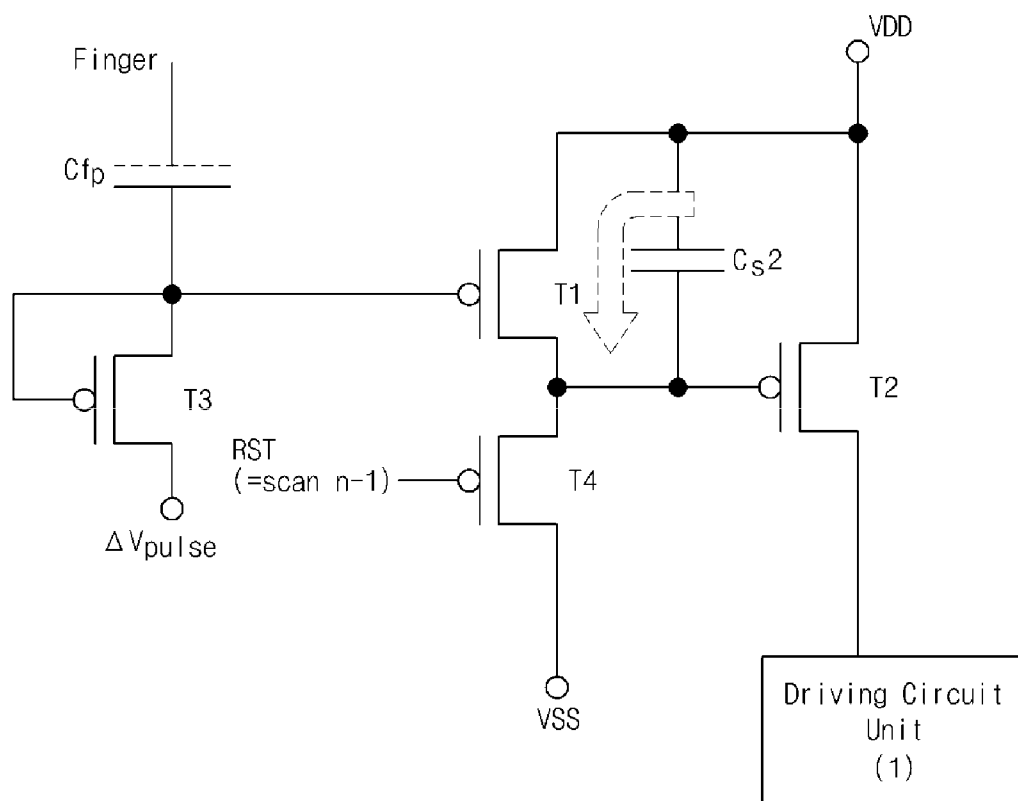 VDD
Finger
Cfp
Cs2
T1
T3
T2
RST
(=scan n-1)
T4
ΔVpulse
VSS
Driving Circuit
Unit
(1)